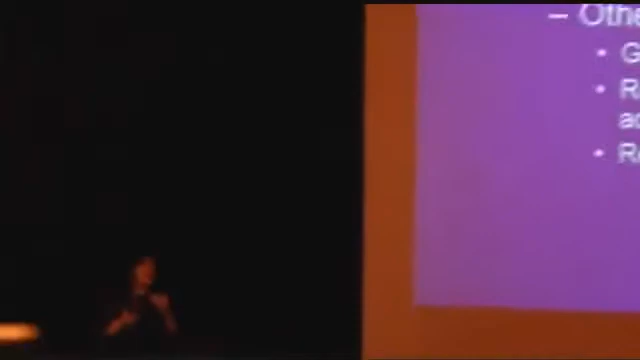 – Othe
• G
• R
ac
• Re